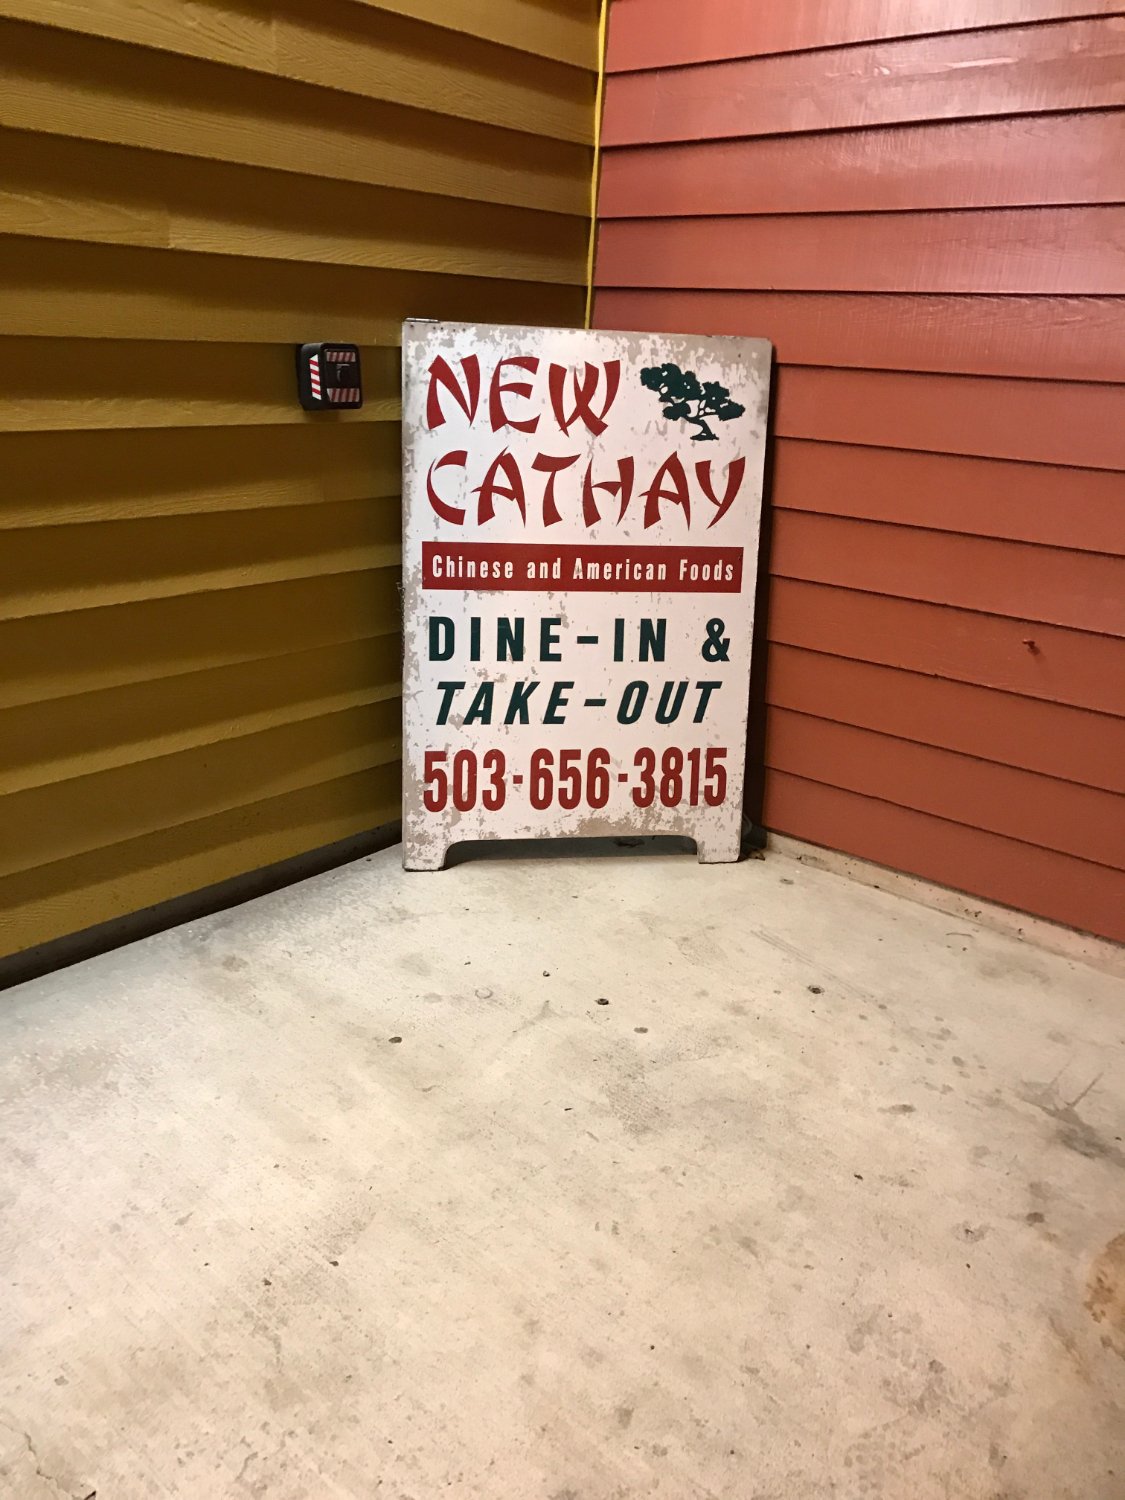 NEW
CATHAY
Chinese and American Foods
DINE-IN &
TAKE-OUT
503-656-3815